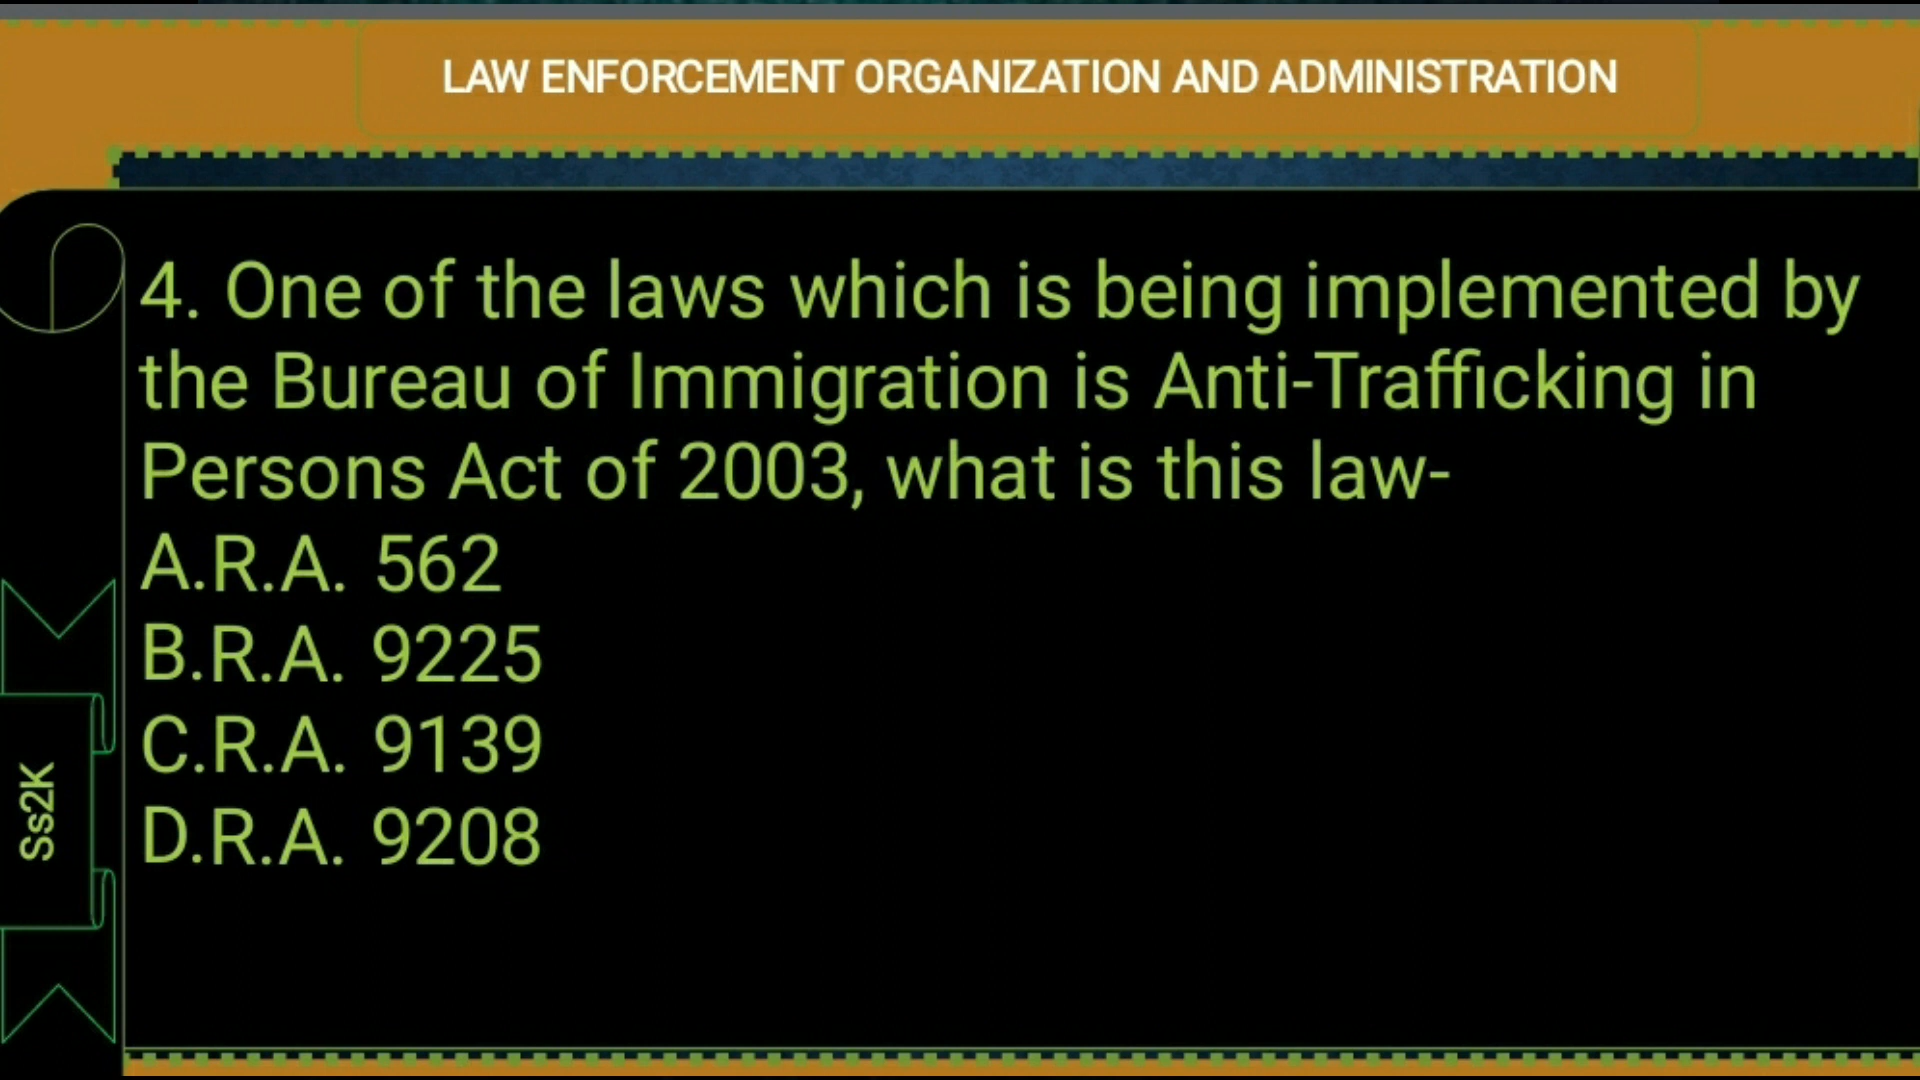 LAW ENFORCEMENT ORGANIZATION AND ADMINISTRATION
4. One of the laws which is being implemented by
the Bureau of Immigration is Anti-Trafficking in
Persons Act of 2003, what is this law-
A.R.A. 562
B.R.A. 9225
C.R.A. 9139
D.R.A. 9208
Ss2K